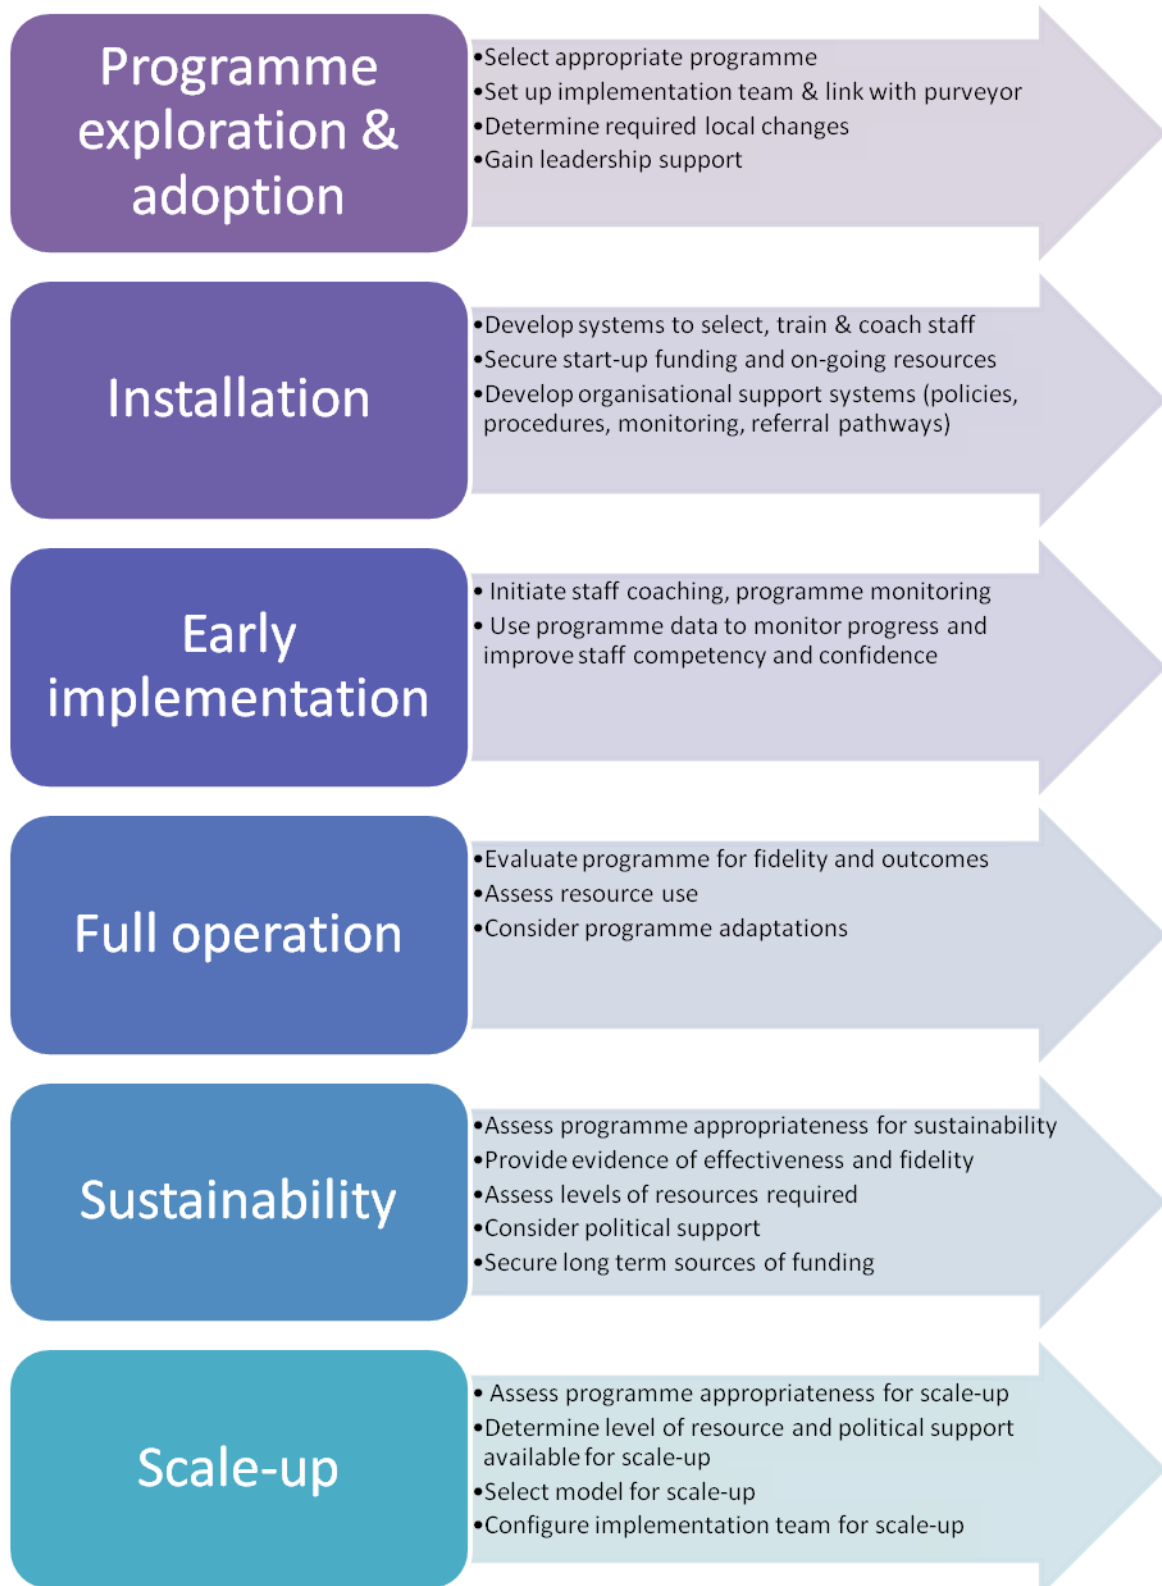 Programme
exploration &
adoption
•Select appropriate programme
•Set up implementation team & link with purveyor
•Determine required local changes
•Gain leadership support
Installation
•Develop systems to select, train & coach staff
•Secure start-up funding and on-going resources
•Develop organisational support systems (policies,
procedures, monitoring, referral pathways)
Early
implementation
• Initiate staff coaching, programme monitoring
• Use programme data to monitor progress and
improve staff competency and confidence
Full operation
•Evaluate programme for fidelity and outcomes
•Assess resource use
•Consider programme adaptations
Sustainability
•Assess programme appropriateness for sustainability
•Provide evidence of effectiveness and fidelity
•Assess levels of resources required
•Consider political support
•Secure long term sources of funding
Scale-up
• Assess programme appropriateness for scale-up
•Determine level of resource and political support
available for scale-up
•Select model for scale-up
•Configure implementation team for scale-up